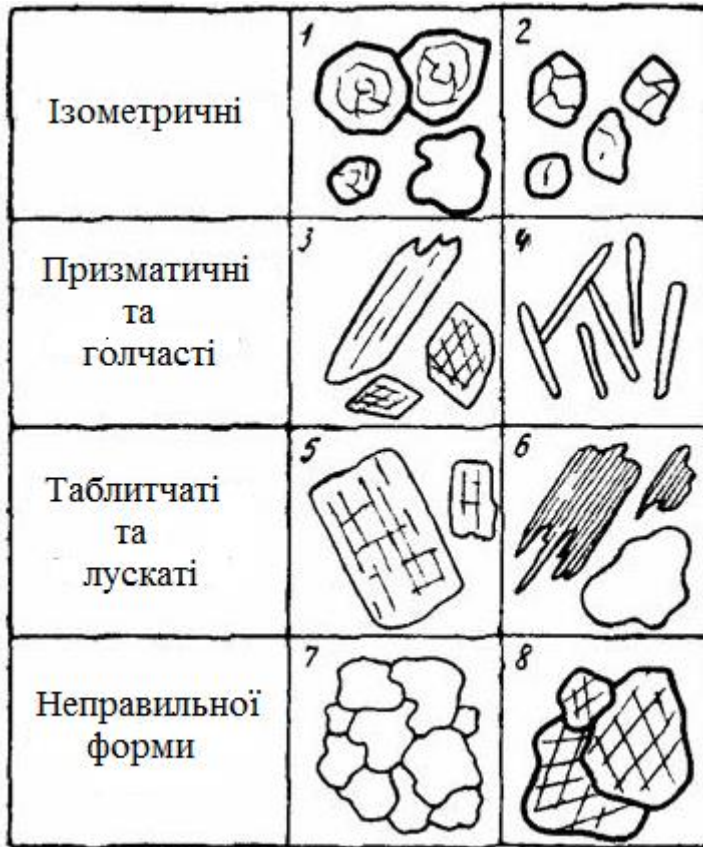 Ізометричні
1
2
Призматичні
та
голчасті
3
4
Таблитчаті
та
лускаті
5
6
Неправильної
форми
7
8